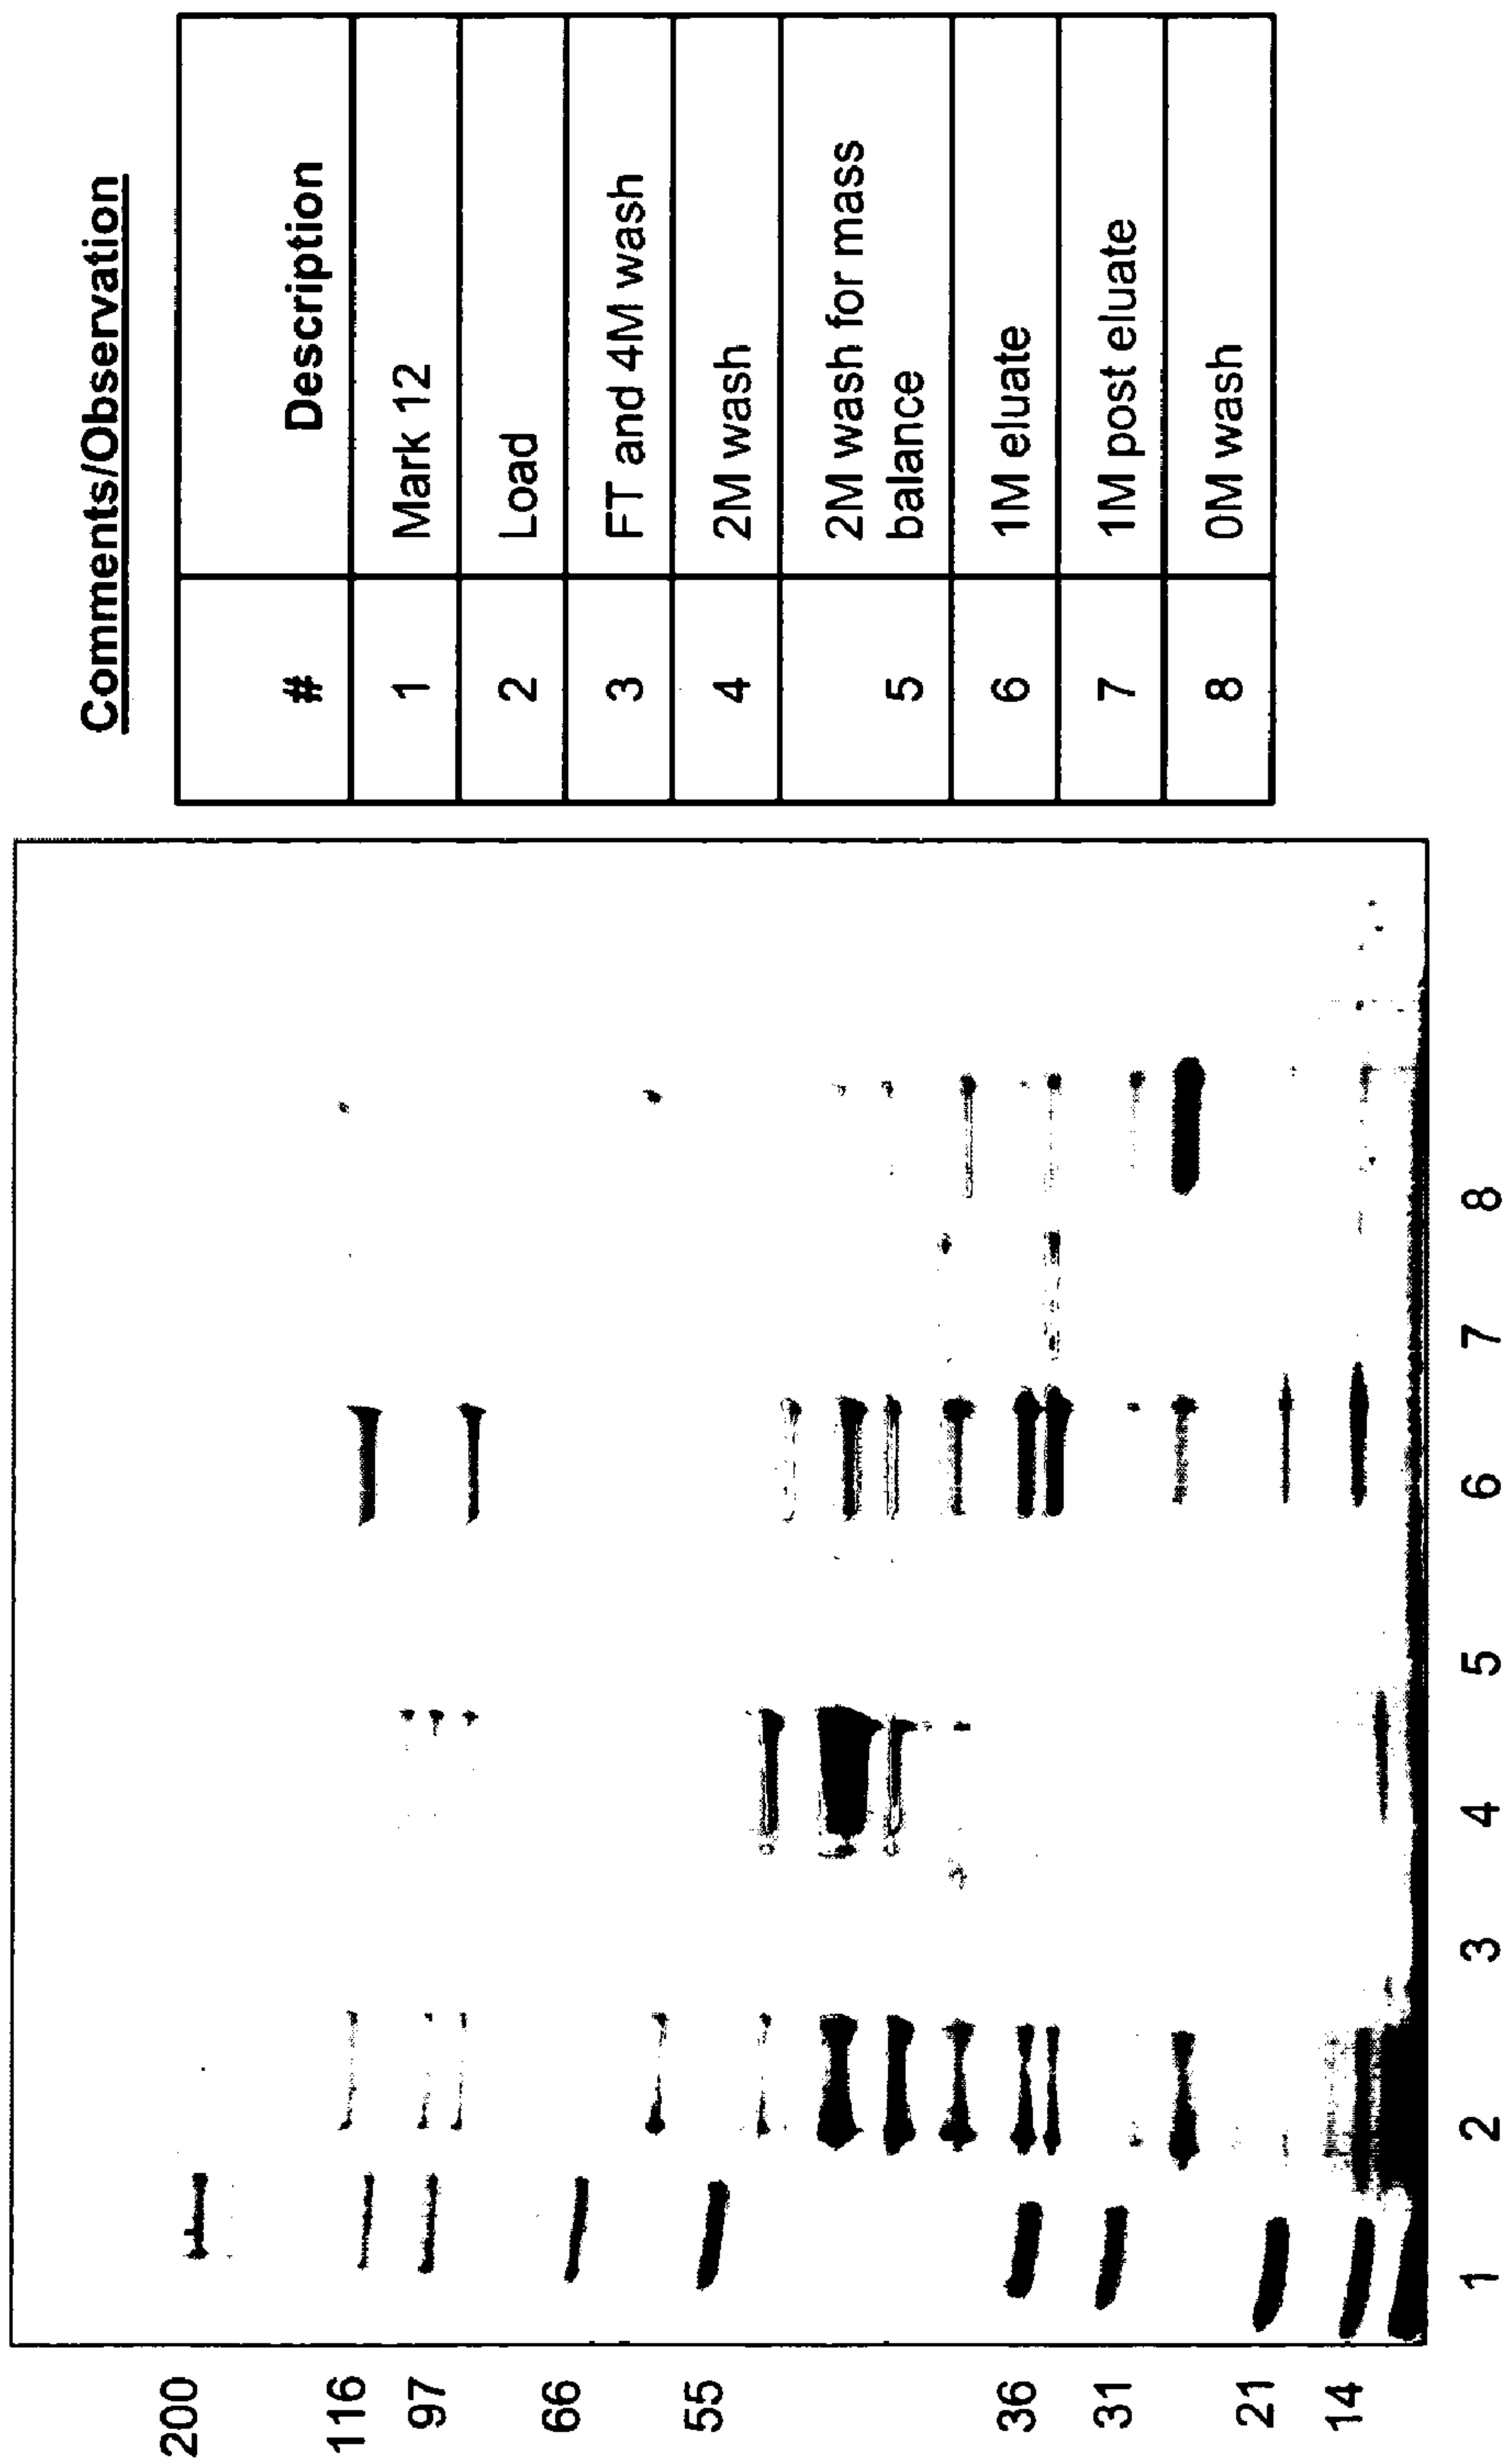 Comments/Observation
# Description
1 Mark 12
2 Load
3 FT and 4M wash
4 2M wash
5 2M wash for mass
balance
6 1M eluate
7 1M post eluate
8 0M wash
200
116
97
66
55
36
31
21
14
1 2 3 4 5 6 7 8